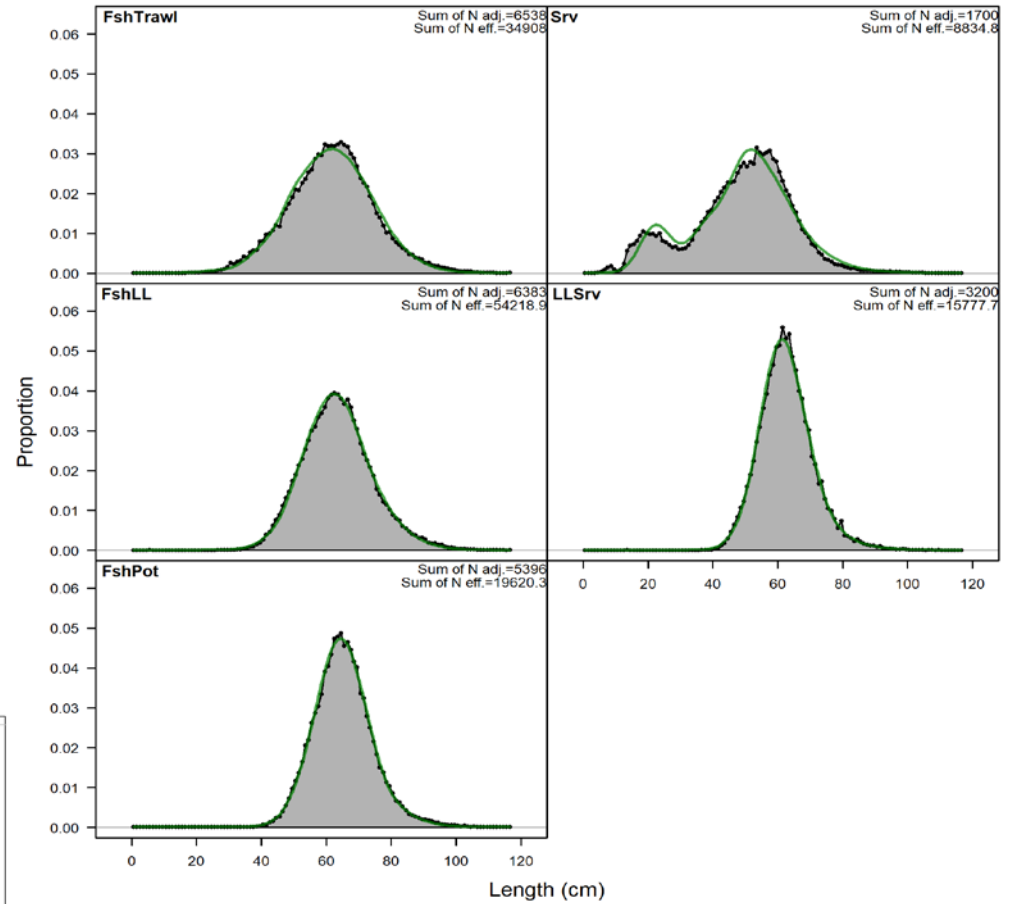 FshTrawl
Sum of N adj.=6538
Sum of N eff.=34908
Srv
Sum of N adj.=1700
Sum of N eff.=8834.8
0.06
0.05
0.04
0.03
0.02
0.01
0.00
FshLL
Sum of N adj.=6383
Sum of N eff.=54218.9
LLSrv
Sum of N adj.=3200
Sum of N eff.=15777.7
0.06
0.05
0.04
0.03
0.02
0.01
0.00
Proportion
0 20 40 60 80 100 120
FshPot
Sum of N adj.=5396
Sum of N eff.=19620.3
0.06
0.05
0.04
0.03
0.02
0.01
0.00
0 20 40 60 80 100 120
Length (cm)